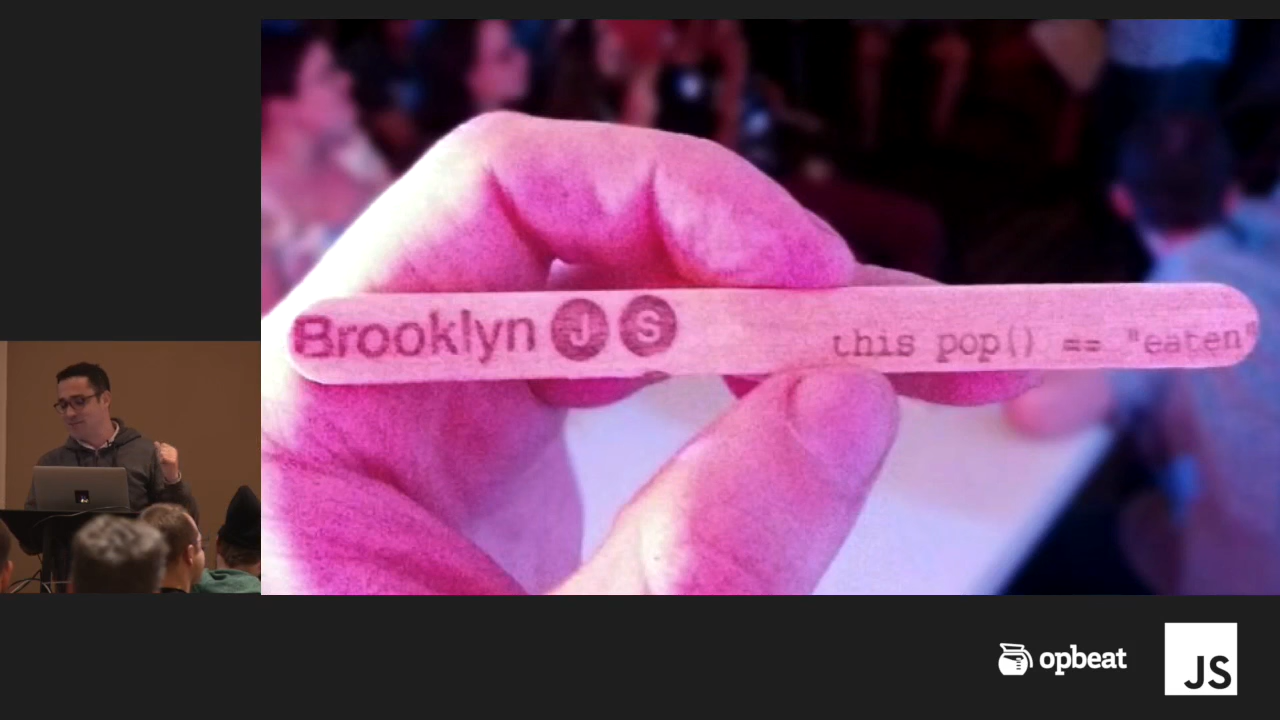 Brooklyn JS this pop() == "eaten"
opbeat
JS